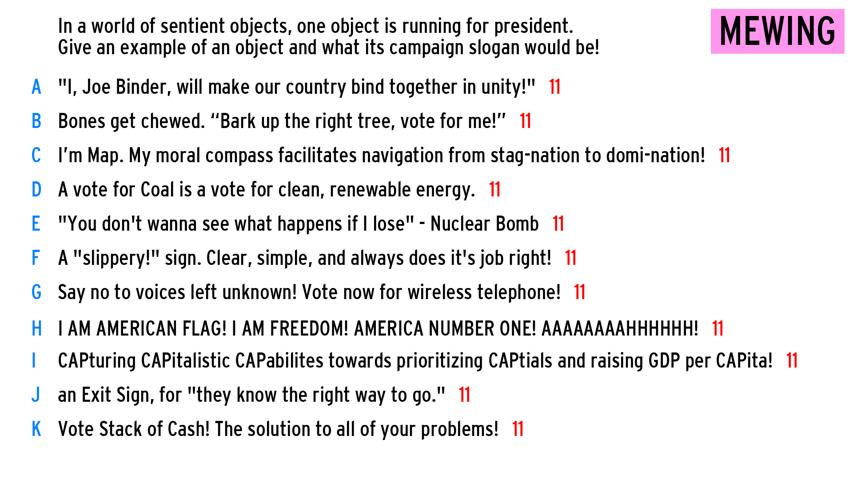 In a world of sentient objects, one object is running for president.
Give an example of an object and what its campaign slogan would be!
MEWING
A "I, Joe Binder, will make our country bind together in unity!" 11
B Bones get chewed. “Bark up the right tree, vote for me!” 11
C I’m Map. My moral compass facilitates navigation from stag-nation to domi-nation! 11
D A vote for Coal is a vote for clean, renewable energy. 11
E "You don't wanna see what happens if I lose" - Nuclear Bomb 11
F A "slippery!" sign. Clear, simple, and always does it's job right! 11
G Say no to voices left unknown! Vote now for wireless telephone! 11
H I AM AMERICAN FLAG! I AM FREEDOM! AMERICA NUMBER ONE! AAAAAAAAHHHHHH! 11
I CAPturing CAPitalistic CAPabilites towards prioritizing CAPtials and raising GDP per CAPita! 11
J an Exit Sign, for "they know the right way to go." 11
K Vote Stack of Cash! The solution to all of your problems! 11